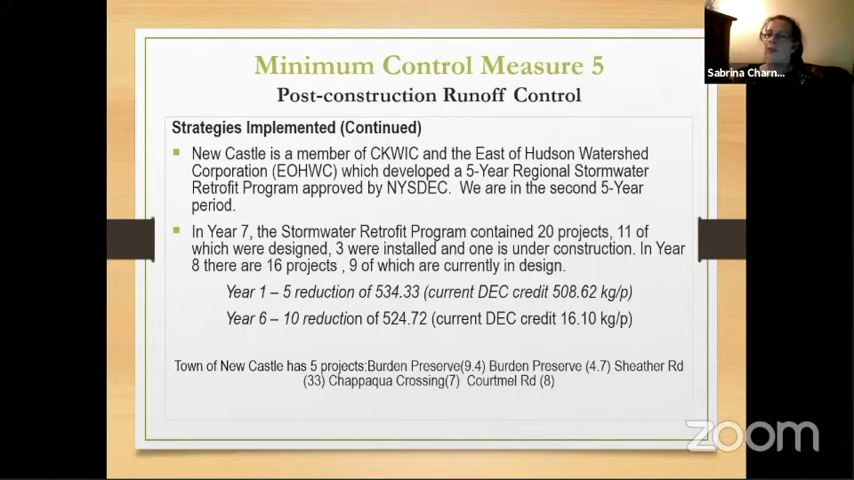 Minimum Control Measure 5
Post-construction Runoff Control
Strategies Implemented (Continued)
New Castle is a member of CKWIC and the East of Hudson Watershed
Corporation (EOHWC) which developed a 5-Year Regional Stormwater
Retrofit Program approved by NYSDEC. We are in the second 5-Year
period.
In Year 7, the Stormwater Retrofit Program contained 20 projects, 11 of
which were designed, 3 were installed and one is under construction. In Year
8 there are 16 projects , 9 of which are currently in design.
Year 1 – 5 reduction of 534.33 (current DEC credit 508.62 kg/p)
Year 6 – 10 reduction of 524.72 (current DEC credit 16.10 kg/p)
Town of New Castle has 5 projects:Burden Preserve(9.4) Burden Preserve (4.7) Sheather Rd
(33) Chappaqua Crossing(7) Courtmel Rd (8)
Sabrina Charn...
zoom